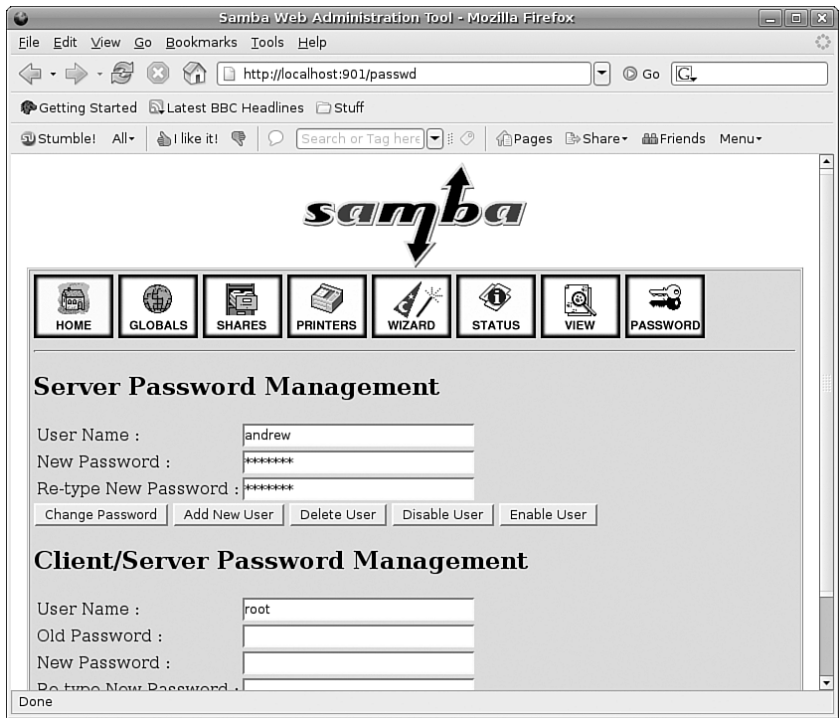 Samba Web Administration Tool - Mozilla Firefox
File Edit View Go Bookmarks Tools Help
http://localhost:901/passwd Go G
Getting Started Latest BBC Headlines Stuff
Stumble! All I like it! Search or Tag here Pages Share Friends Menu
samba
HOME GLOBALS SHARES PRINTERS WIZARD STATUS VIEW PASSWORD
Server Password Management
User Name : andrew
New Password : *******
Re-type New Password : *******
Change Password Add New User Delete User Disable User Enable User
Client/Server Password Management
User Name : root
Old Password :
New Password :
Re-type New Password :
Done